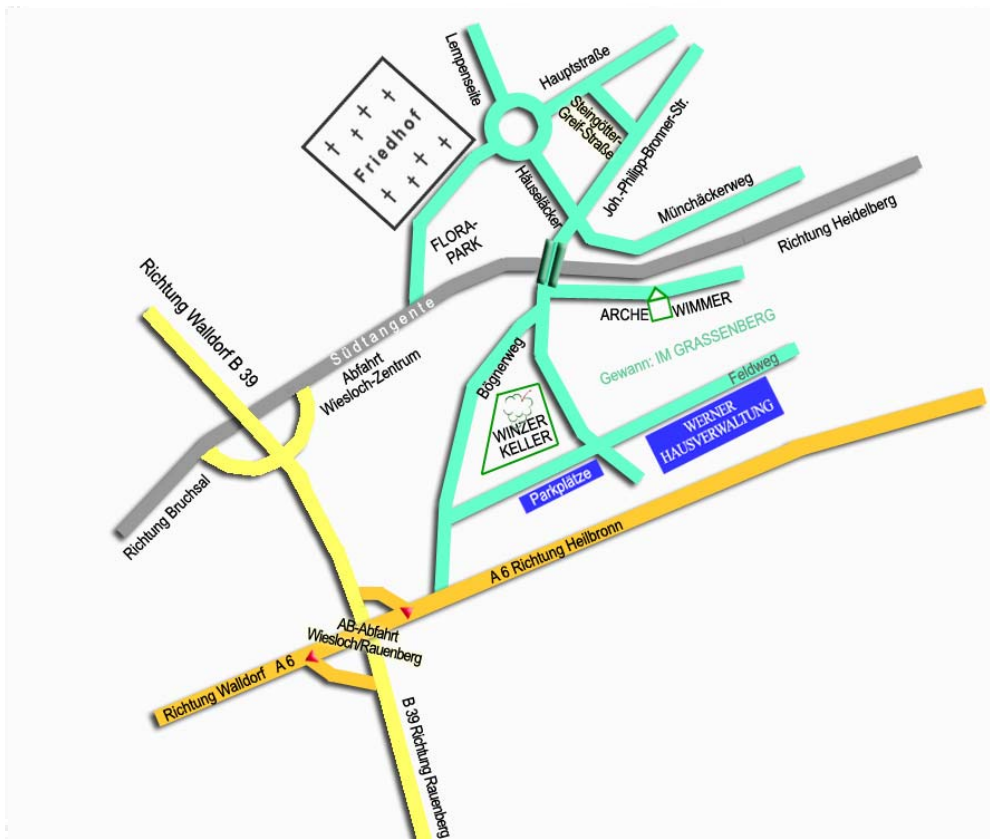 Lempenseite
Hauptstraße
Steingötter-
Greif-Straße
Joh.-Philipp-Bronner-Str.
Friedhof
Häuseläcker
Münchäckerweg
FLORA-
PARK
Richtung Heidelberg
Richtung Walldorf B 39
Südtangente
ARCHE WIMMER
Abfahrt
Wiesloch-Zentrum
Gewann: IM GRASSENBERG
Bögnerweg
Feldweg
WINZER
KELLER
WERNER
HAUSVERWALTUNG
Parkplätze
Richtung Bruchsal
A 6 Richtung Heilbronn
AB-Abfahrt
Wiesloch/Rauenberg
Richtung Walldorf A 6
B 39 Richtung Rauenberg